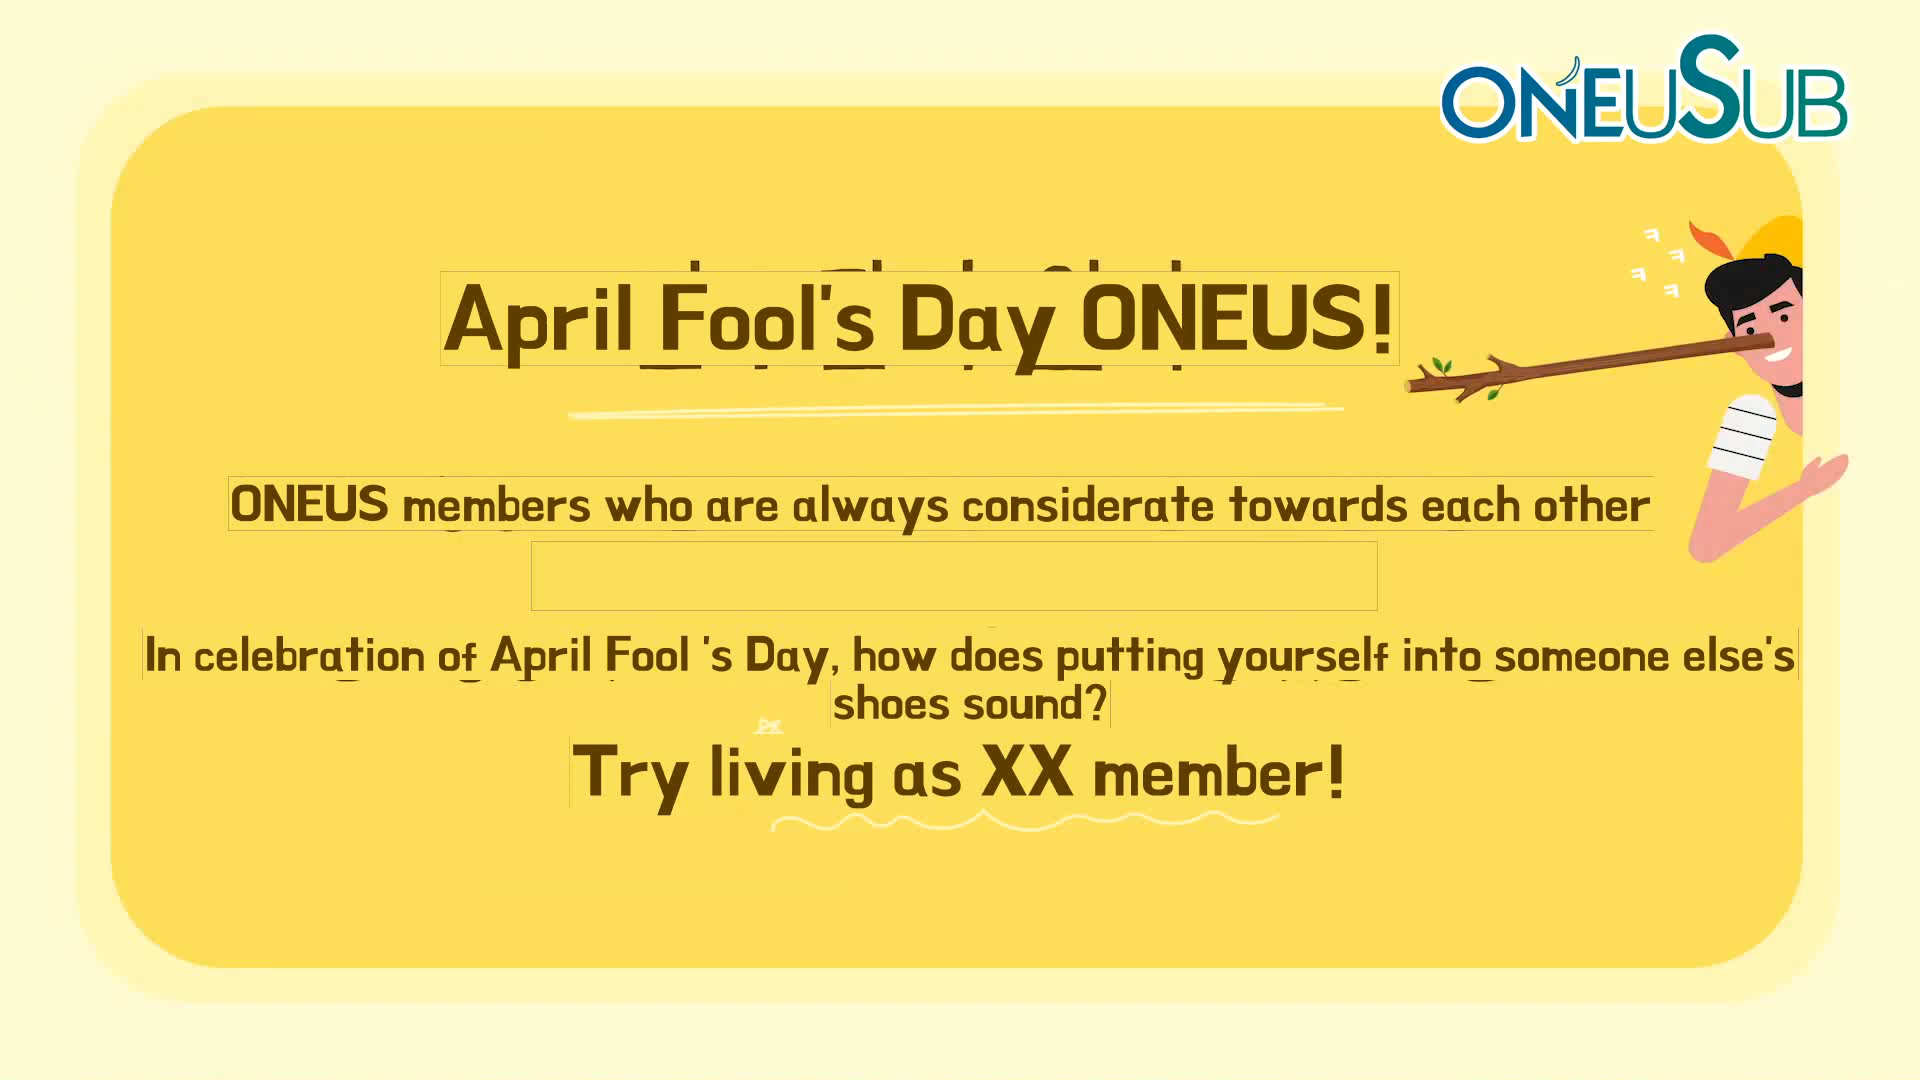 ONEUSUB
April Fool's Day ONEUS!
ㅋ
ㅋ
ㅋ
ㅋ
ONEUS members who are always considerate towards each other
In celebration of April Fool 's Day, how does putting yourself into someone else's
shoes sound?
Try living as XX member!